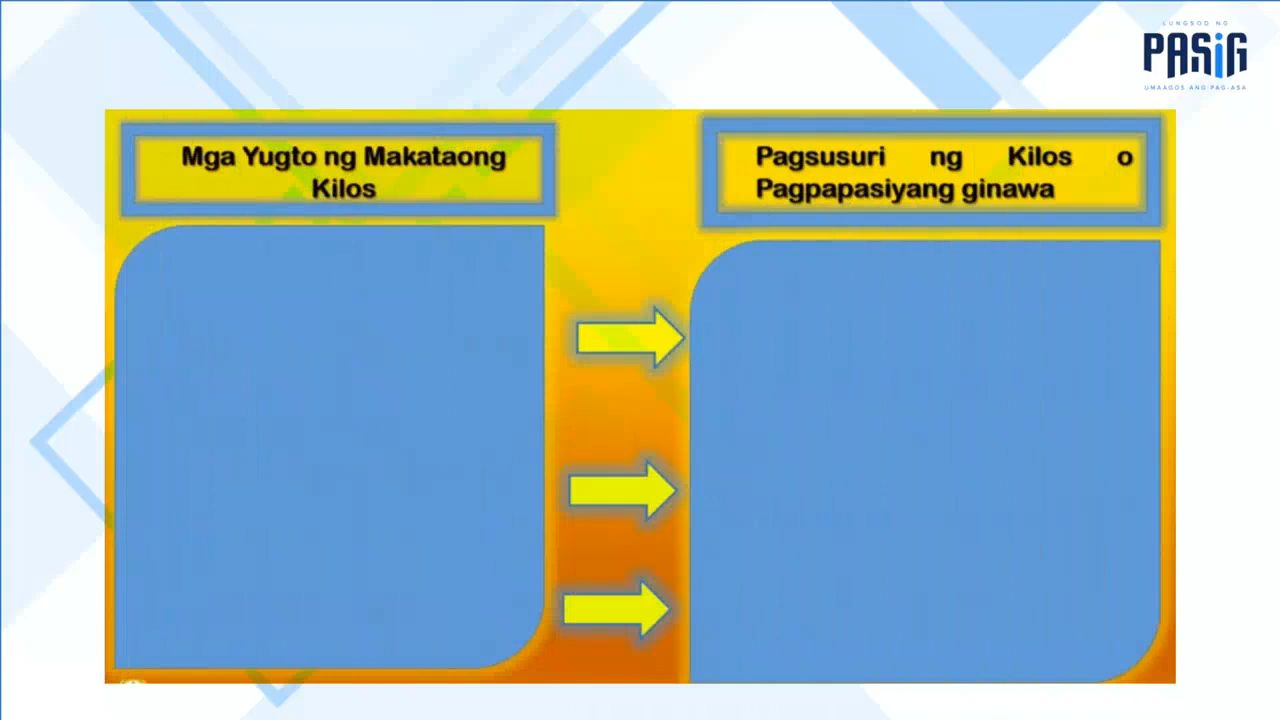 LUNGSOD NG
PASIG
UMAAGOS ANG PAG-ASA
Mga Yugto ng Makataong
Kilos
Pagsusuri ng Kilos o
Pagpapasiyang ginawa